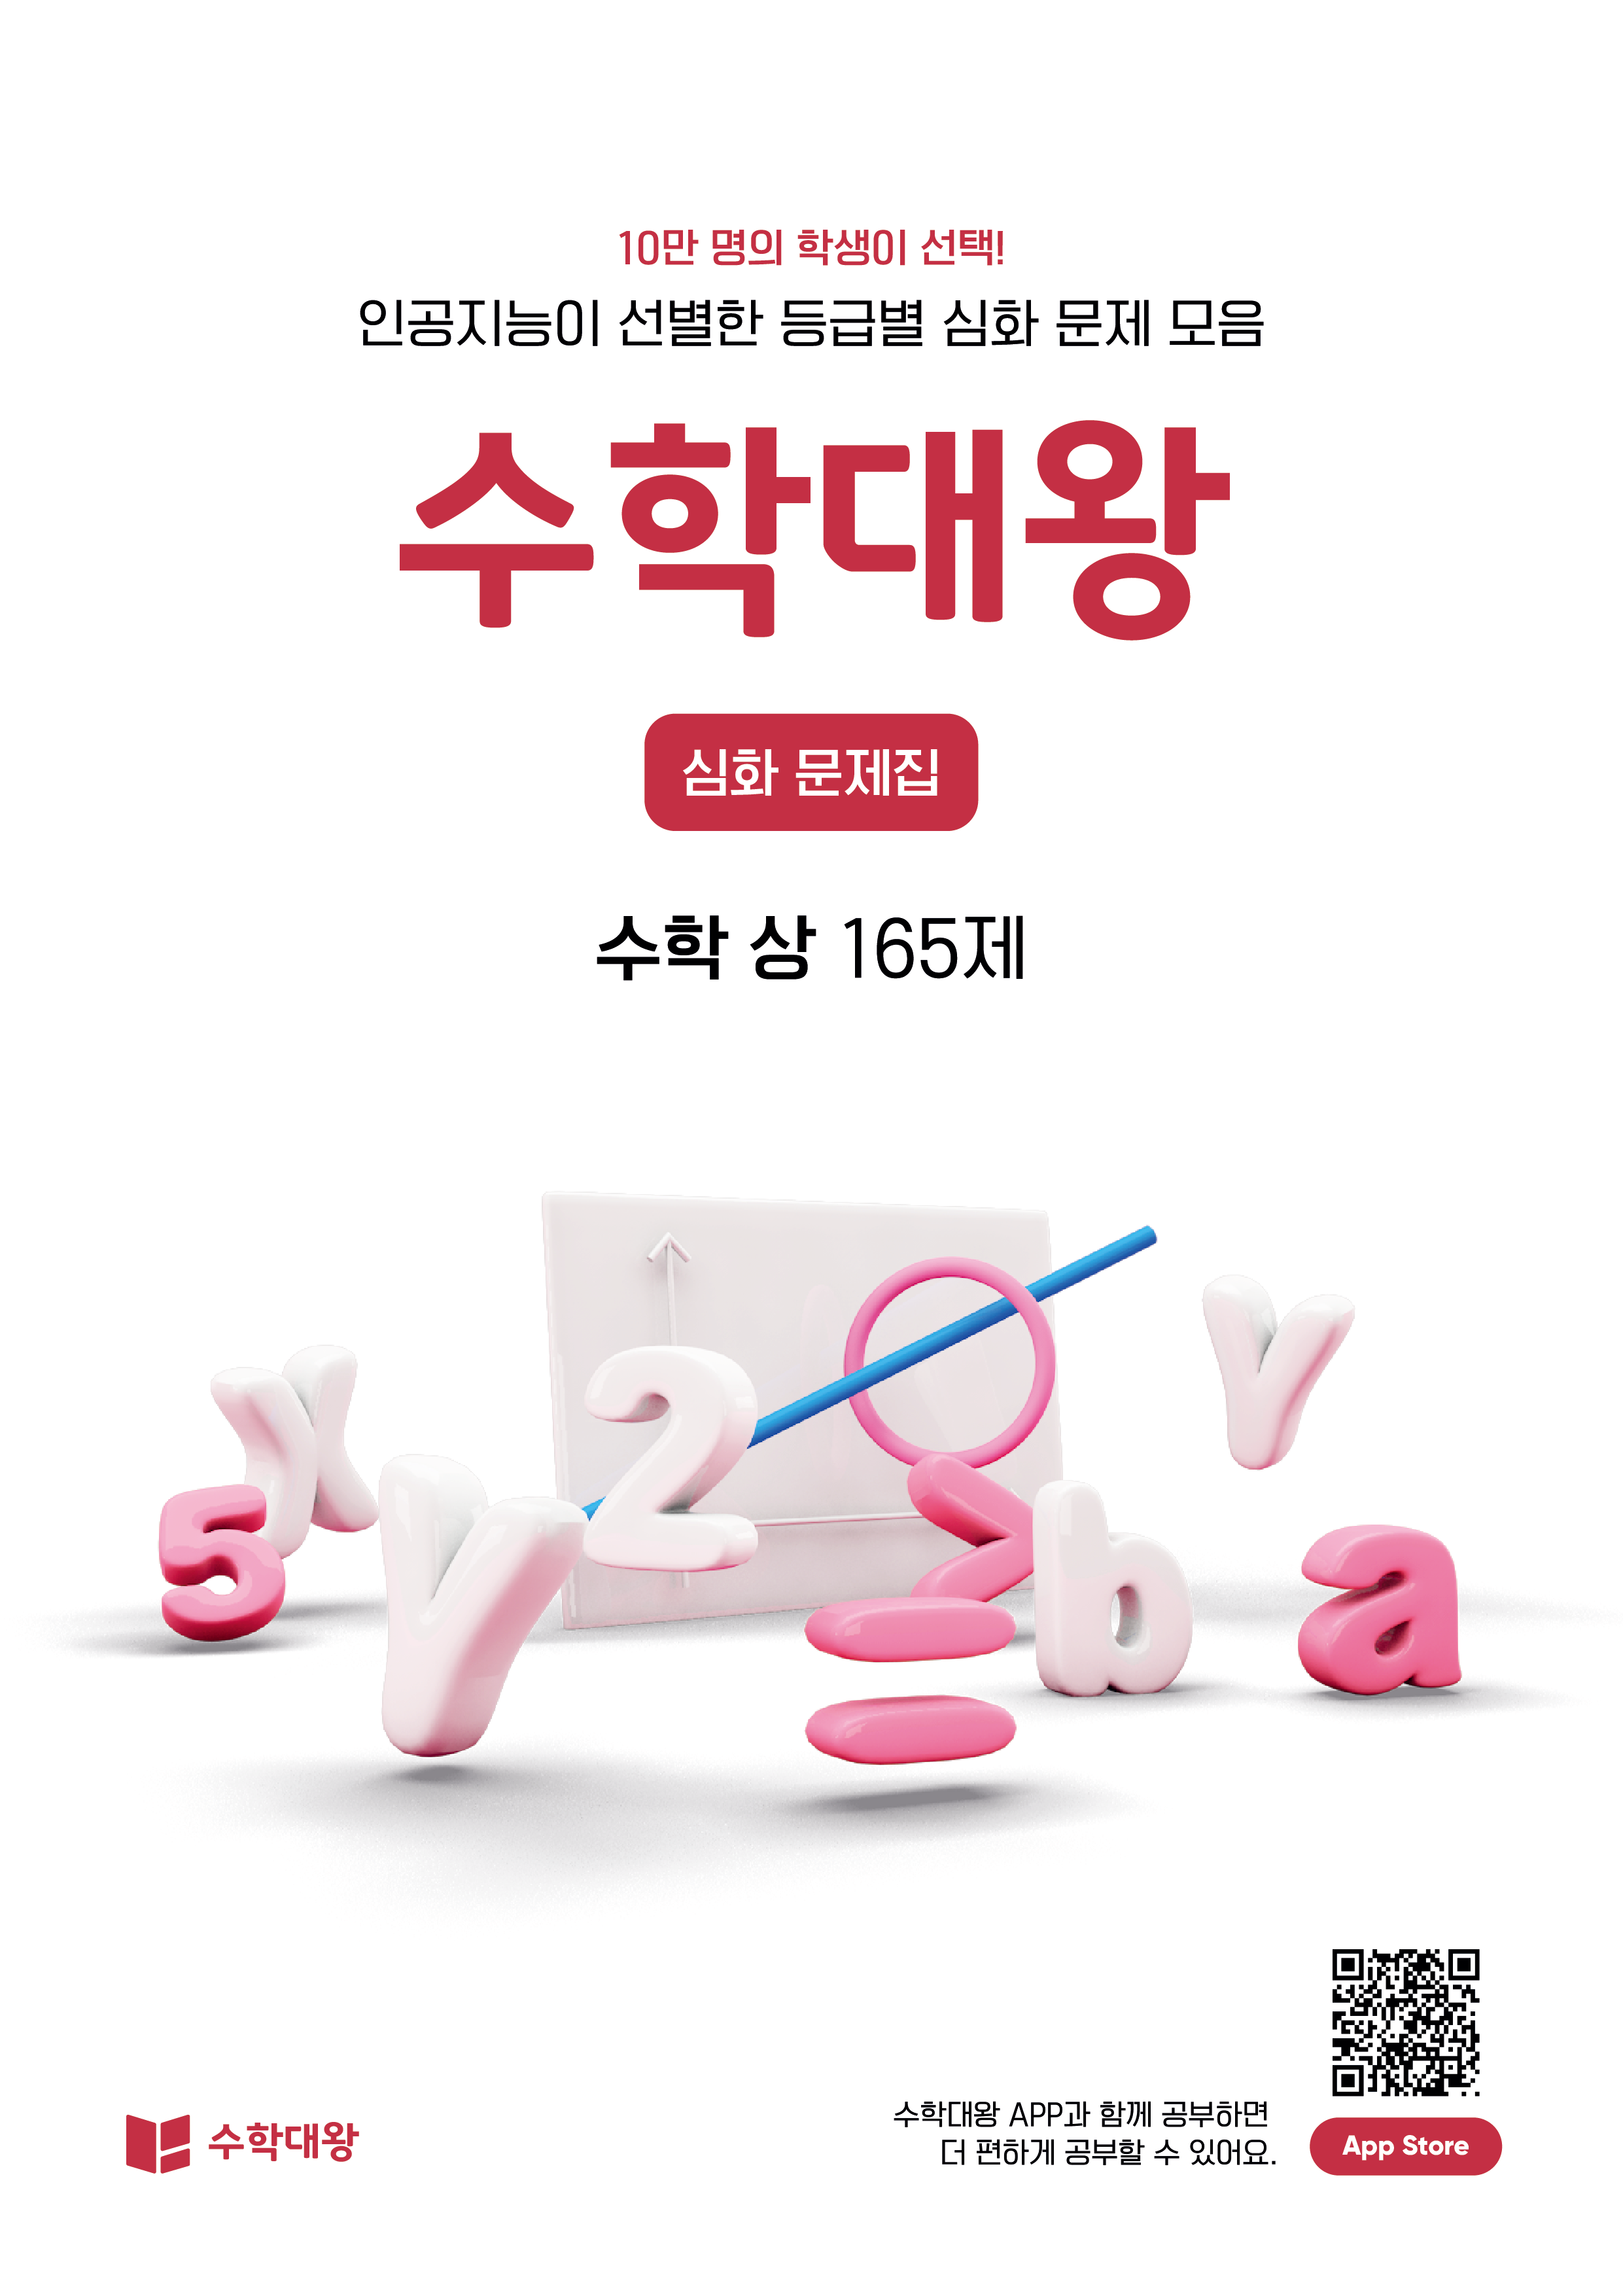 10만 명의 학생이 선택!
인공지능이 선별한 등급별 심화 문제 모음
수학대왕
심화 문제집
수학 상 165제
x
5
y
2
b
a
y
수학대왕
수학대왕 APP과 함께 공부하면
더 편하게 공부할 수 있어요.
App Store